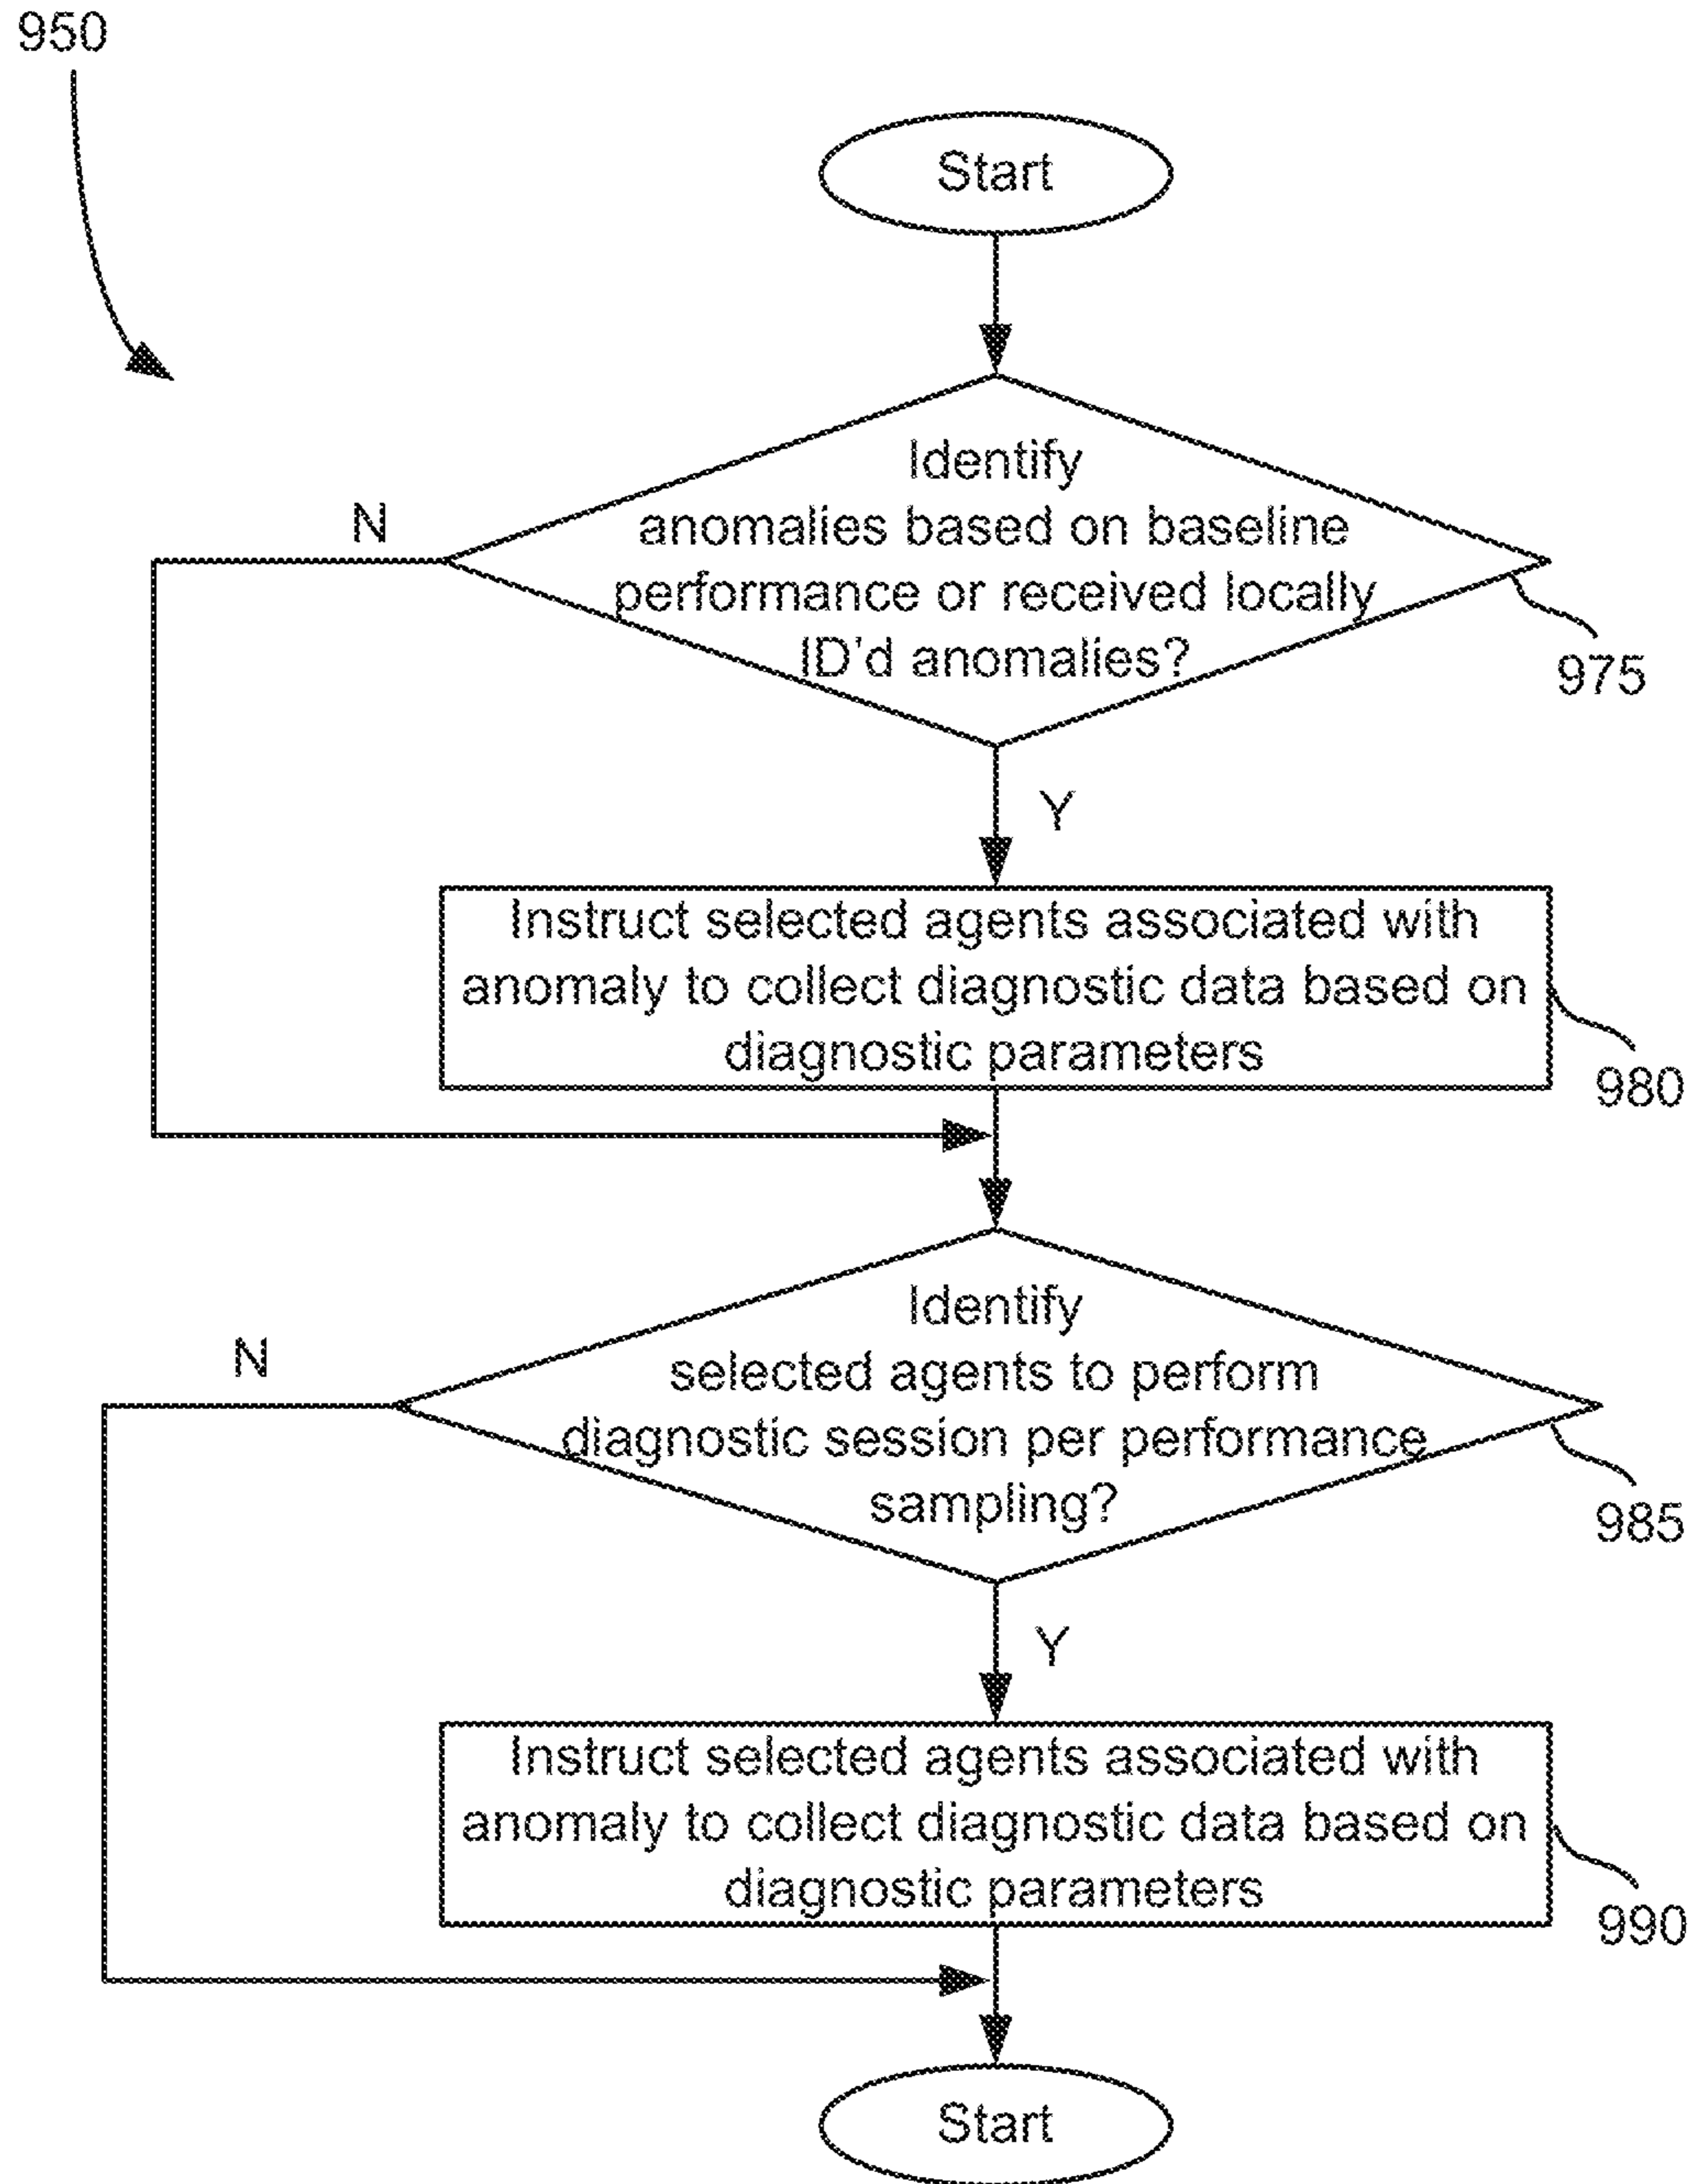 950
Start
Identify
anomalies based on baseline
performance or received locally
ID'd anomalies?
N
975
Y
Instruct selected agents associated with
anomaly to collect diagnostic data based on
diagnostic parameters
980
Identify
selected agents to perform
diagnostic session per performance
sampling?
N
985
Y
Instruct selected agents associated with
anomaly to collect diagnostic data based on
diagnostic parameters
990
Start